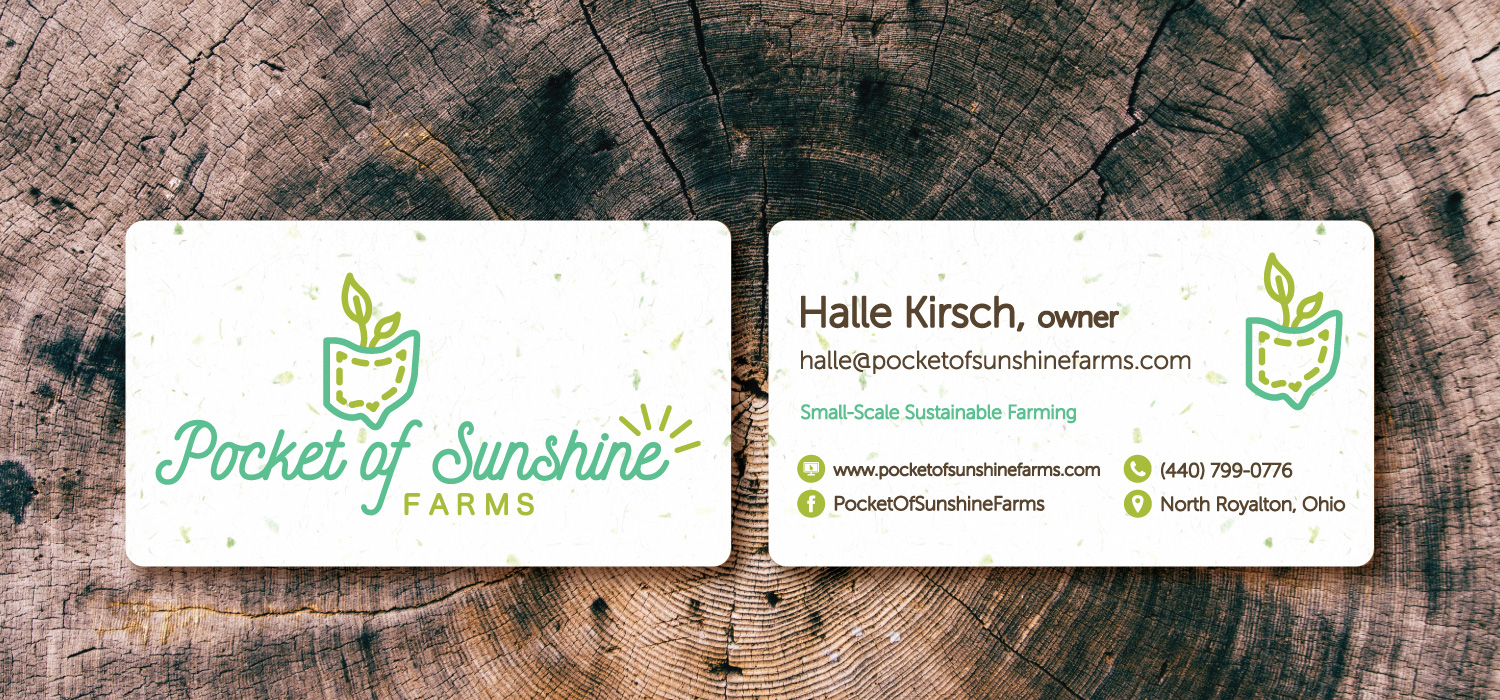 Pocket of Sunshine
FARMS
Halle Kirsch, owner
halle@pocketofsunshinefarms.com
Small-Scale Sustainable Farming
www.pocketofsunshinefarms.com
(440) 799-0776
PocketOfSunshineFarms
North Royalton, Ohio